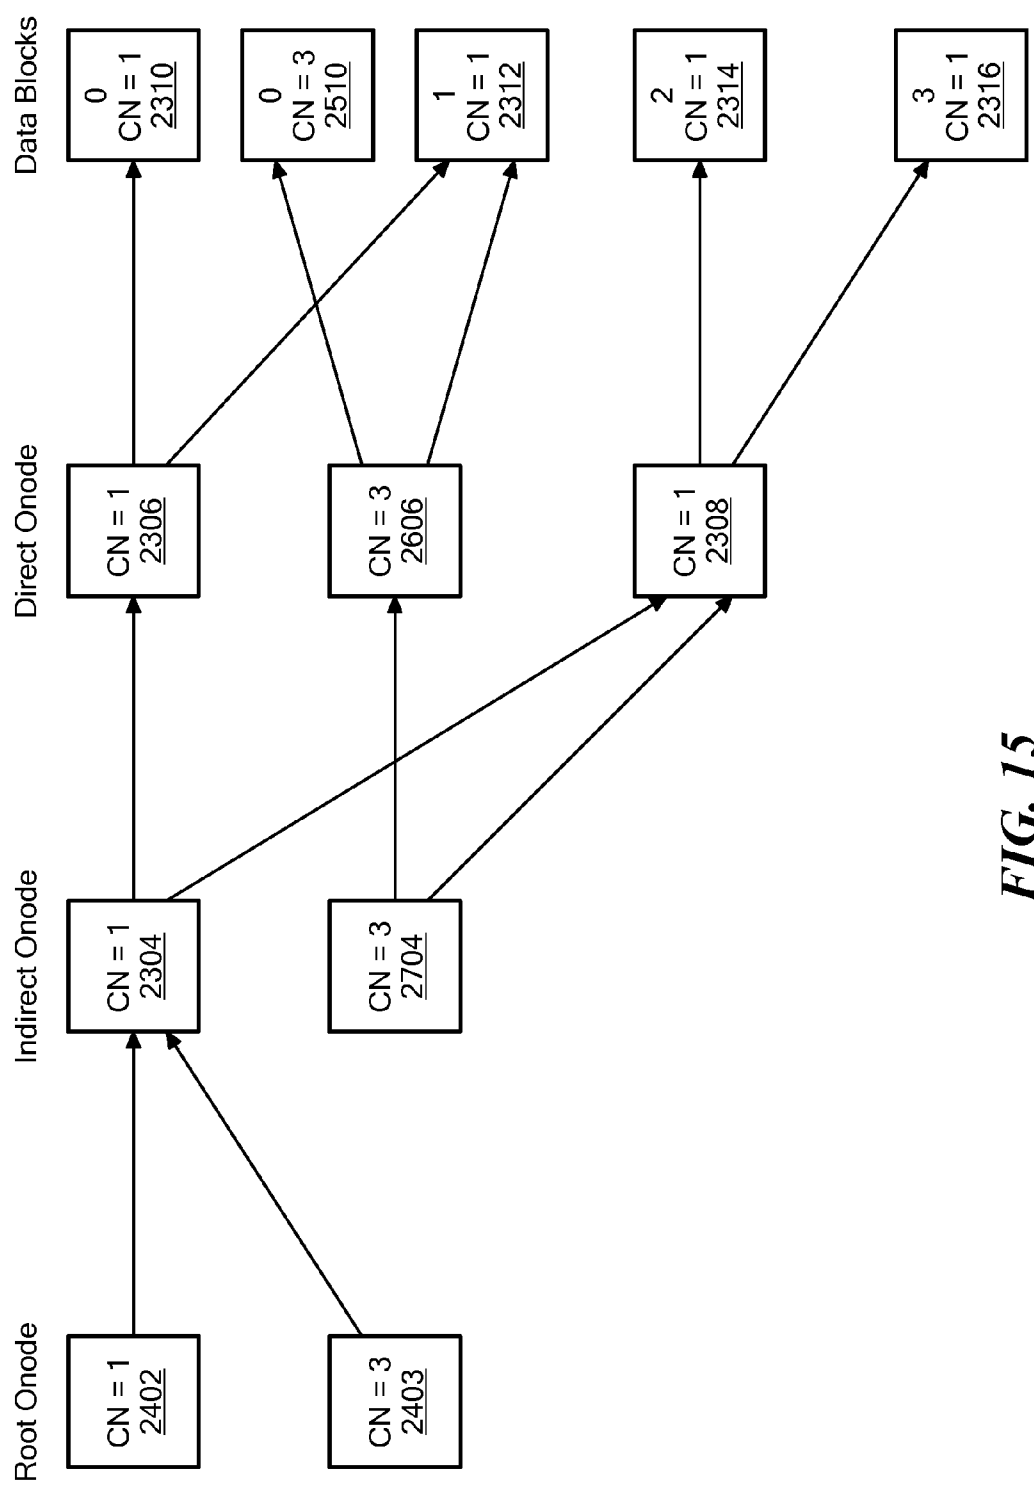 Root Onode
Indirect Onode
Direct Onode
Data Blocks
CN = 1
2402
CN = 1
2304
CN = 1
2306
0
CN = 1
2310
0
CN = 3
2510
CN = 3
2403
CN = 3
2704
CN = 3
2606
1
CN = 1
2312
CN = 1
2308
2
CN = 1
2314
3
CN = 1
2316
FIG. 15